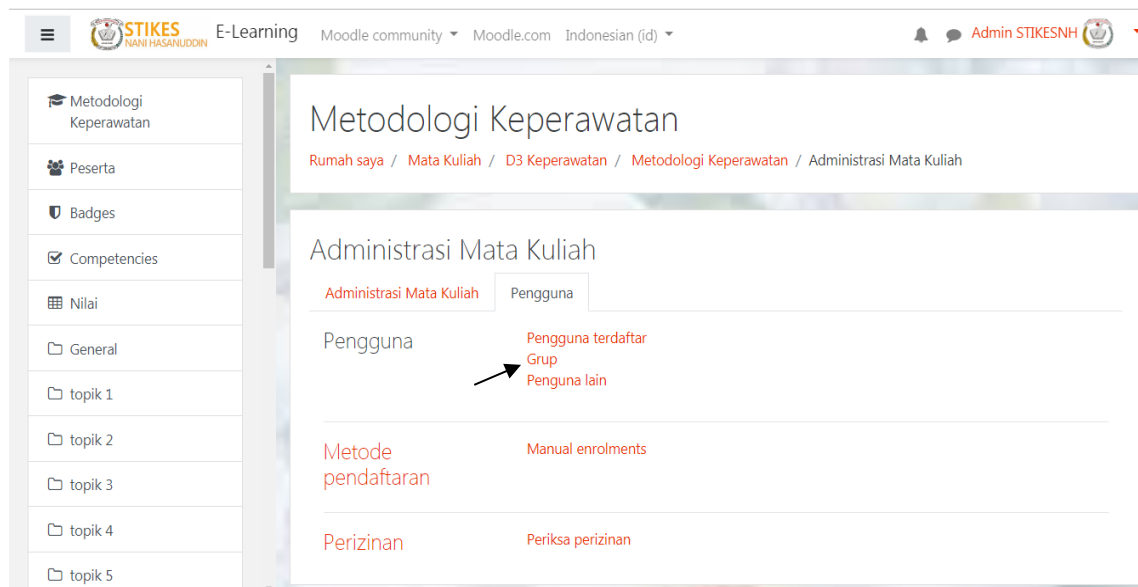 STIKES
NANI HASANUDDIN
E-Learning
Moodle community
Moodle.com
Indonesian (id)
Admin STIKESNH
Metodologi
Keperawatan
Peserta
Badges
Competencies
Nilai
General
topik 1
topik 2
topik 3
topik 4
topik 5
Metodologi Keperawatan
Rumah saya / Mata Kuliah / D3 Keperawatan / Metodologi Keperawatan / Administrasi Mata Kuliah
Administrasi Mata Kuliah
Administrasi Mata Kuliah
Pengguna
Pengguna
Pengguna terdaftar
Grup
Penguna lain
Metode
pendaftaran
Manual enrolments
Perizinan
Periksa perizinan